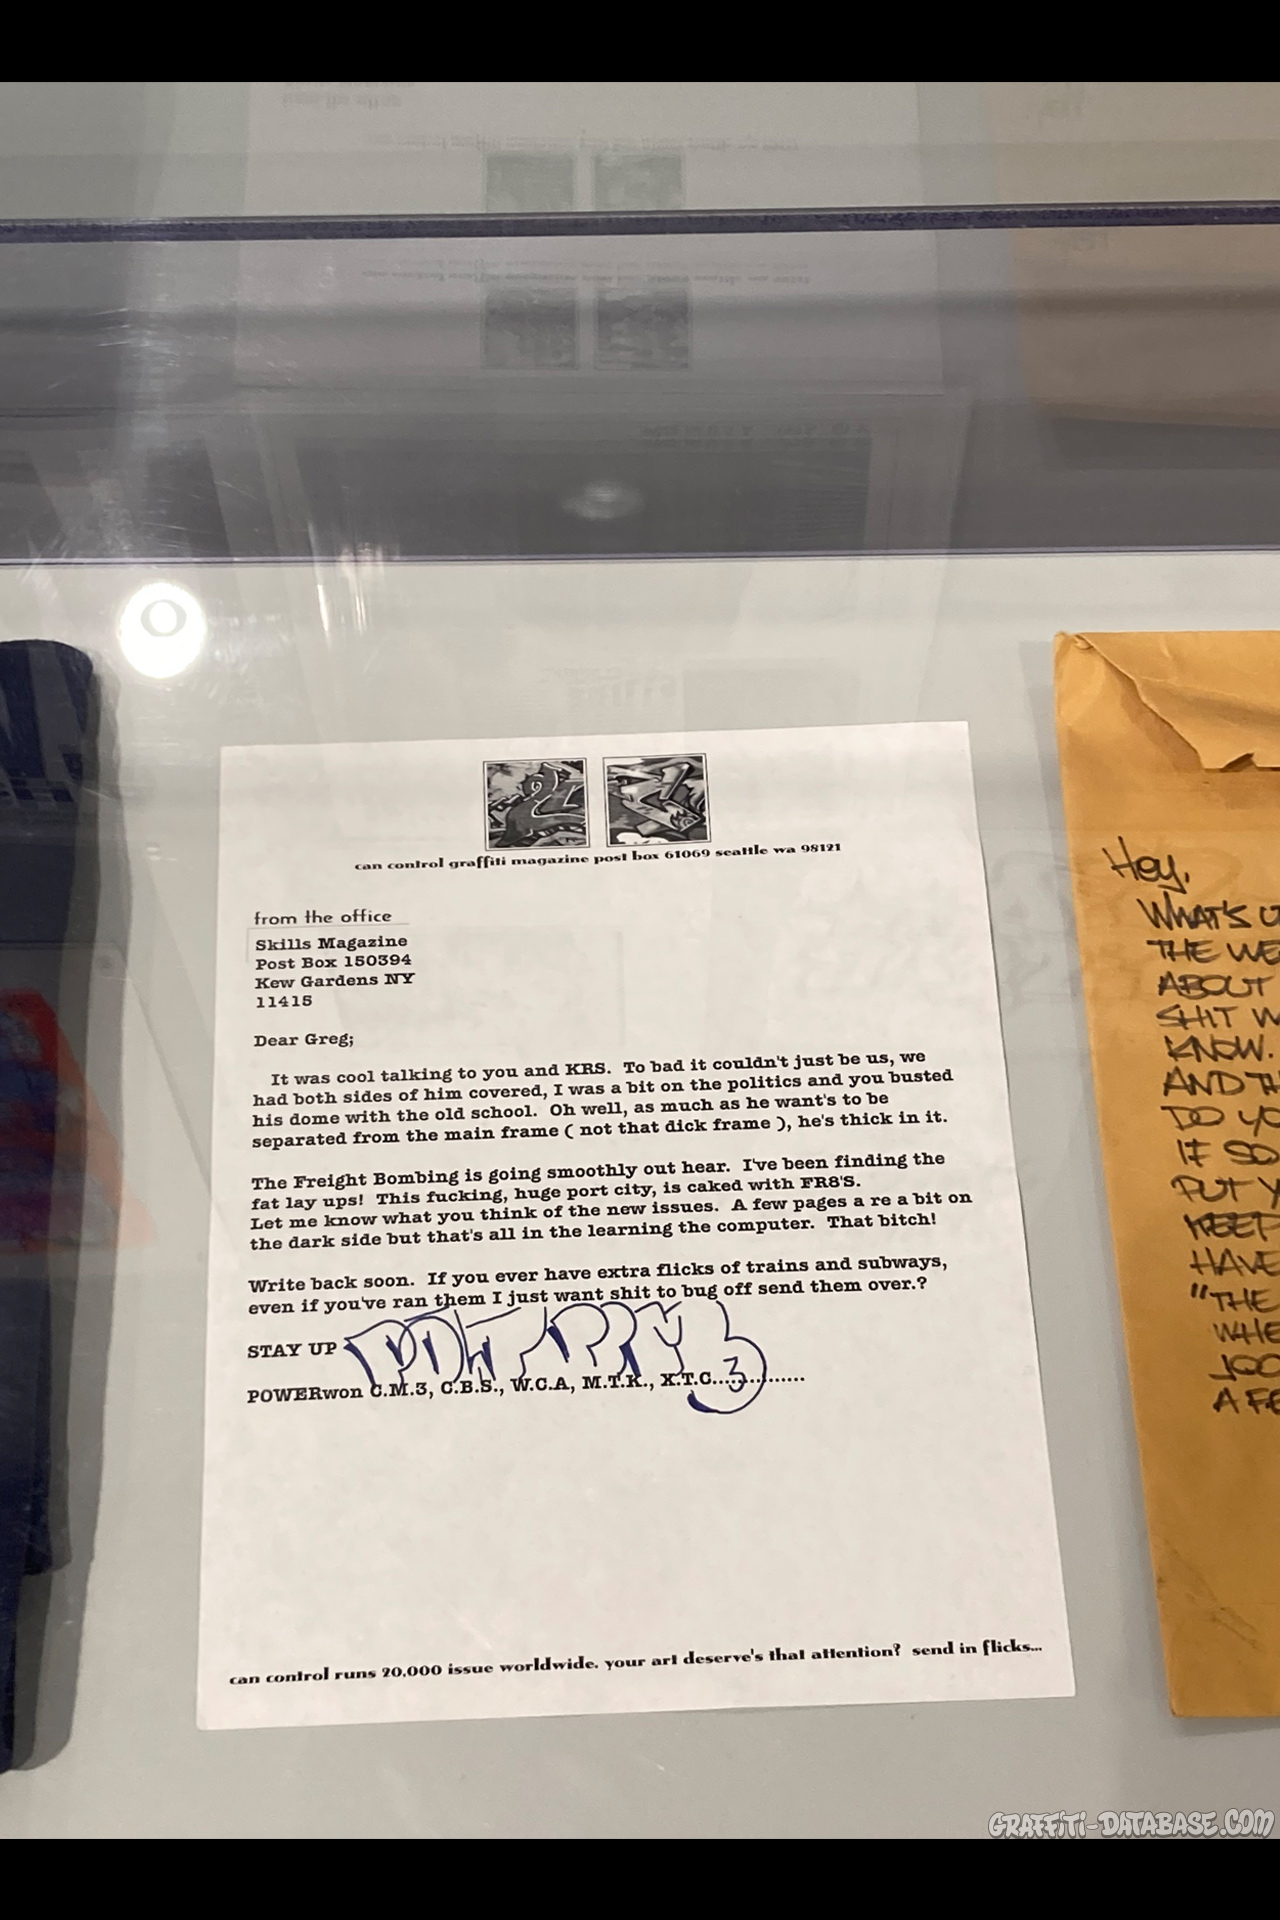 can control graffiti magazine post box 61069 seattle wa 98121
from the office
Skills Magazine
Post Box 150394
Kew Gardens NY
11415
Dear Greg;
It was cool talking to you and KRS. To bad it couldn't just be us, we
had both sides of him covered, I was a bit on the politics and you busted
his dome with the old school. Oh well, as much as he want's to be
separated from the main frame ( not that dick frame ), he's thick in it.
The Freight Bombing is going smoothly out hear. I've been finding the
fat lay ups! This fucking, huge port city, is caked with FR8'S.
Let me know what you think of the new issues. A few pages a re a bit on
the dark side but that's all in the learning the computer. That bitch!
Write back soon. If you ever have extra flicks of trains and subways,
even if you've ran them I just want shit to bug off send them over.?
STAY UP
POWERwon C.M.3, C.B.S., W.C.A, M.T.K., X.T.C..............
3
can control runs 20,000 issue worldwide. your art deserve's that attention? send in flicks...
Hey,
WHAT'S
THE
ABOUT
SHIT
KNOW.
AND
DO
IF SO
PUT
KEEP
HAVE
"THE
A
GRAFFITI-DATABASE.COM